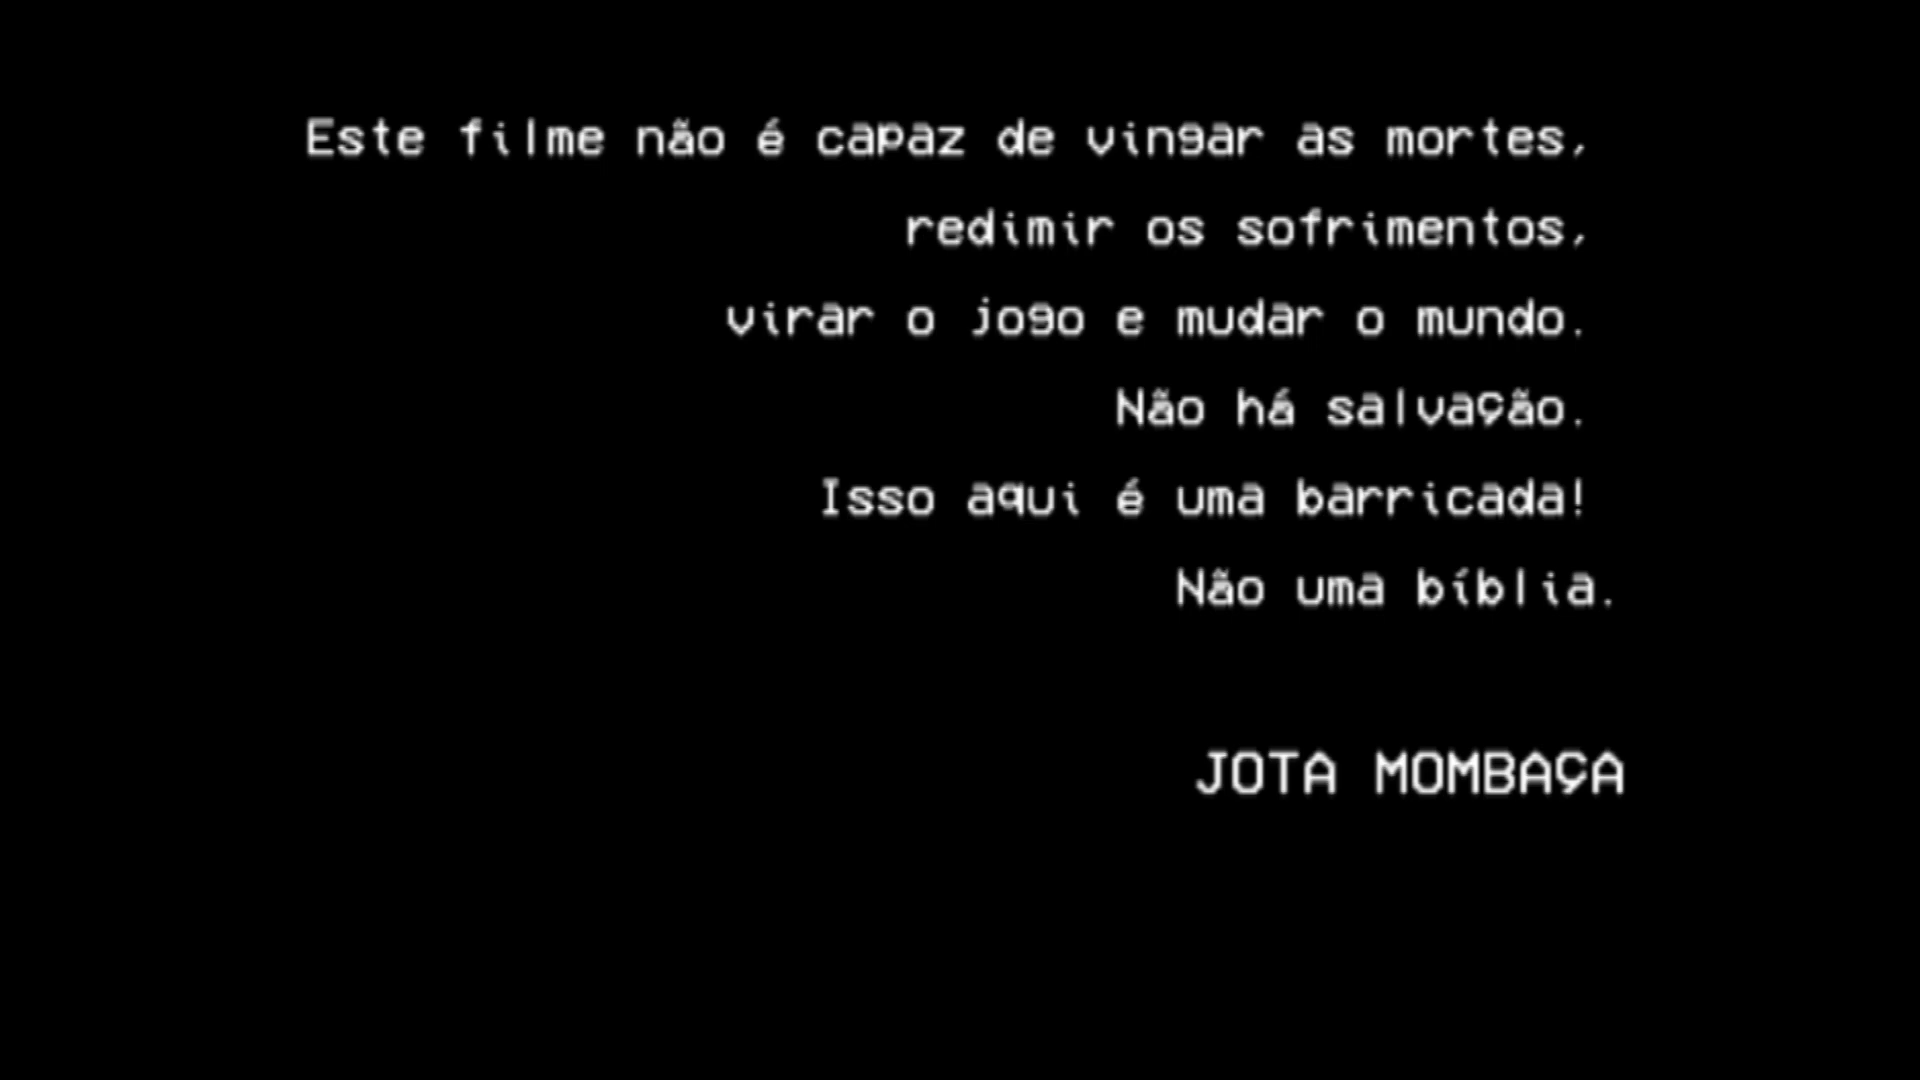 Este filme não é capaz de vingar as mortes,
redimir os sofrimentos,
virar o jogo e mudar o mundo.
Não há salvação.
Isso aqui é uma barricada!
Não uma bíblia.
JOTA MOMBAÇA